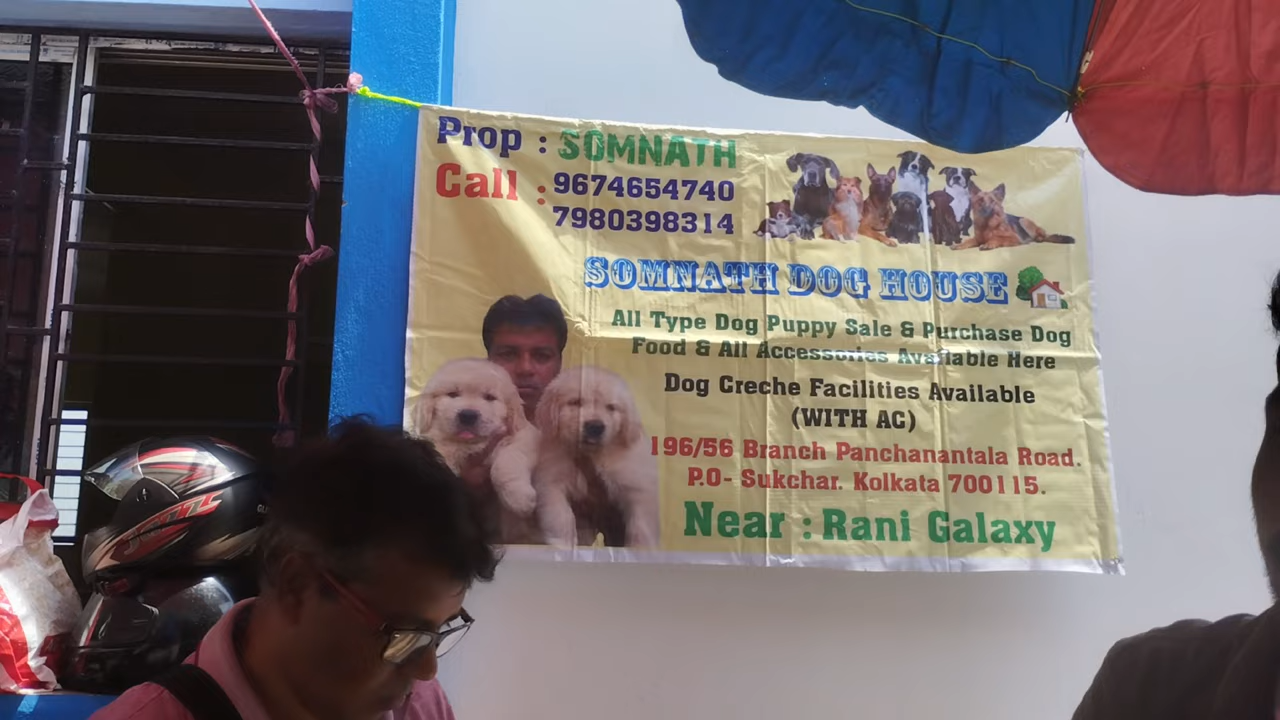 Prop : SOMNATH
Call : 9674654740
7980398314
SOMNATH DOG HOUSE
All Type Dog Puppy Sale & Purchase Dog
Food & All Accessories Available Here
Dog Creche Facilities Available
(WITH AC)
196/56 Branch Panchanantala Road.
P.O- Sukchar. Kolkata 700115.
Near : Rani Galaxy